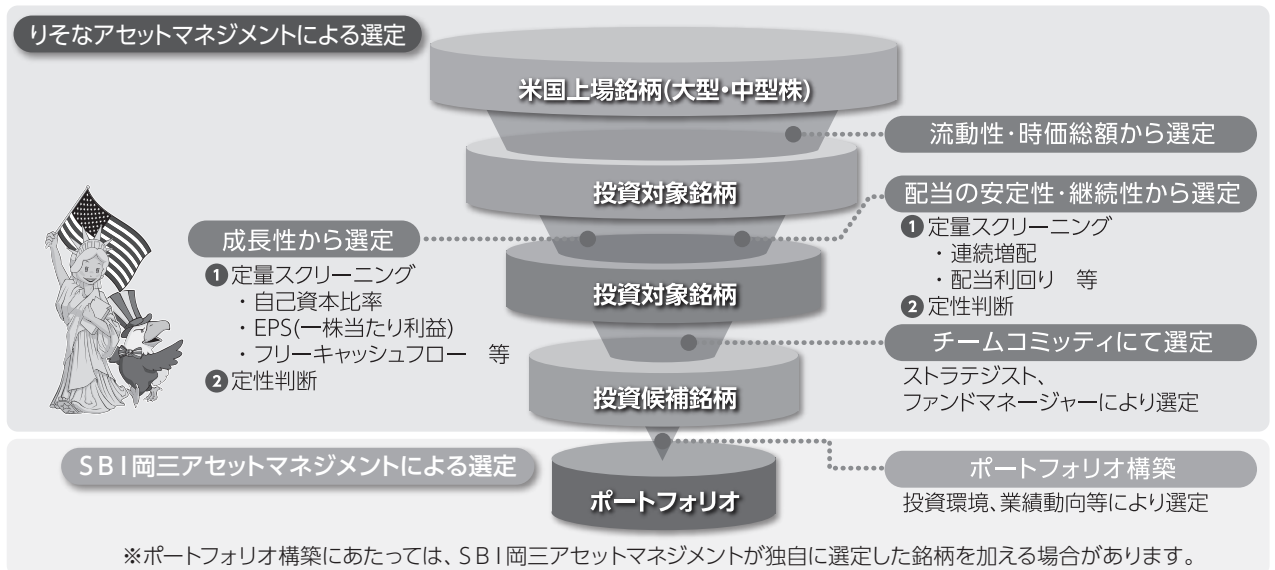 りそなアセットマネジメントによる選定
米国上場銘柄(大型・中型株)
流動性・時価総額から選定
投資対象銘柄
配当の安定性・継続性から選定
❶定量スクリーニング
・連続増配
・配当利回り 等
❷定性判断
成長性から選定
❶定量スクリーニング
・自己資本比率
・EPS(一株当たり利益)
・フリーキャッシュフロー 等
❷定性判断
投資対象銘柄
チームコミッティにて選定
ストラテジスト、
ファンドマネージャーにより選定
投資候補銘柄
SBI岡三アセットマネジメントによる選定
ポートフォリオ構築
投資環境、業績動向等により選定
ポートフォリオ
※ポートフォリオ構築にあたっては、SBI岡三アセットマネジメントが独自に選定した銘柄を加える場合があります。